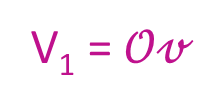 V₁ = 𝒪𝓋